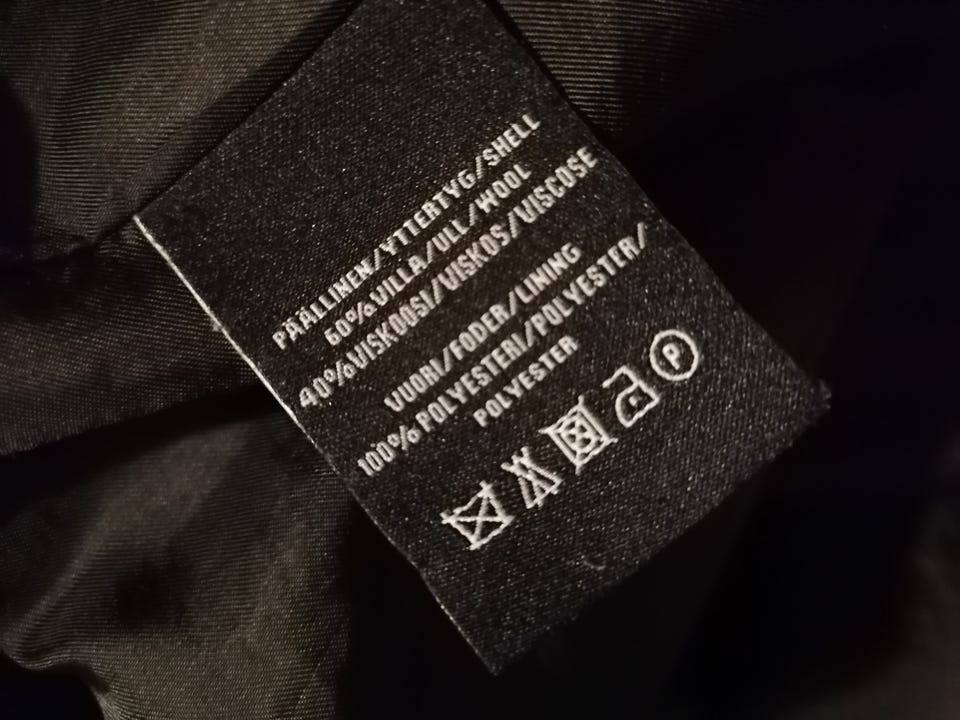 PÄÄLLINEN/YTTERTYG/SHELL
60% VILLA/ULL/WOOL
40% VISKOOSI/VISKOS/VISCOSE
VUORI/FODER/LINING
100% POLYESTERI/POLYESTER/
POLYESTER
P